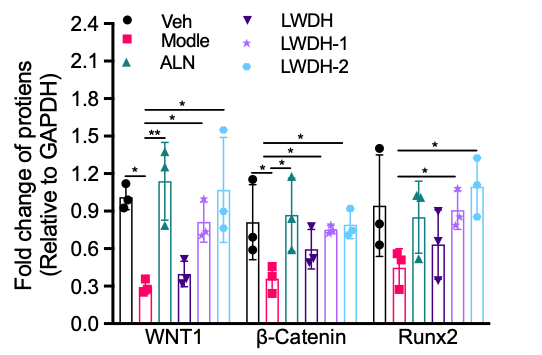 Fold change of protiens
(Relative to GAPDH)
2.4
2.1
1.8
1.5
1.2
0.9
0.6
0.3
0.0
Veh
Modle
ALN
LWDH
LWDH-1
LWDH-2
*
**
*
*
*
*
*
*
*
*
WNT1
β-Catenin
Runx2